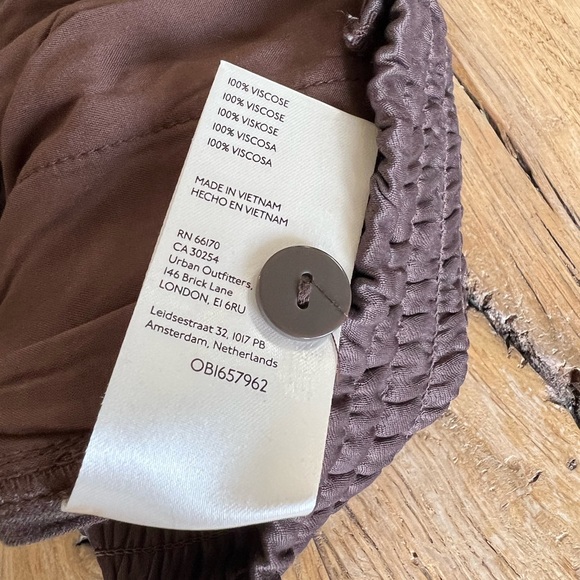 100% VISCOSE
100% VISCOSE
100% VISKOSE
100% VISCOSA
100% VISCOSA
MADE IN VIETNAM
HECHO EN VIETNAM
RN 66170
CA 30254
Urban Outfitters,
146 Brick Lane
LONDON, E1 6RU
Leidsestraat 32, 1017 PB
Amsterdam, Netherlands
OB1657962